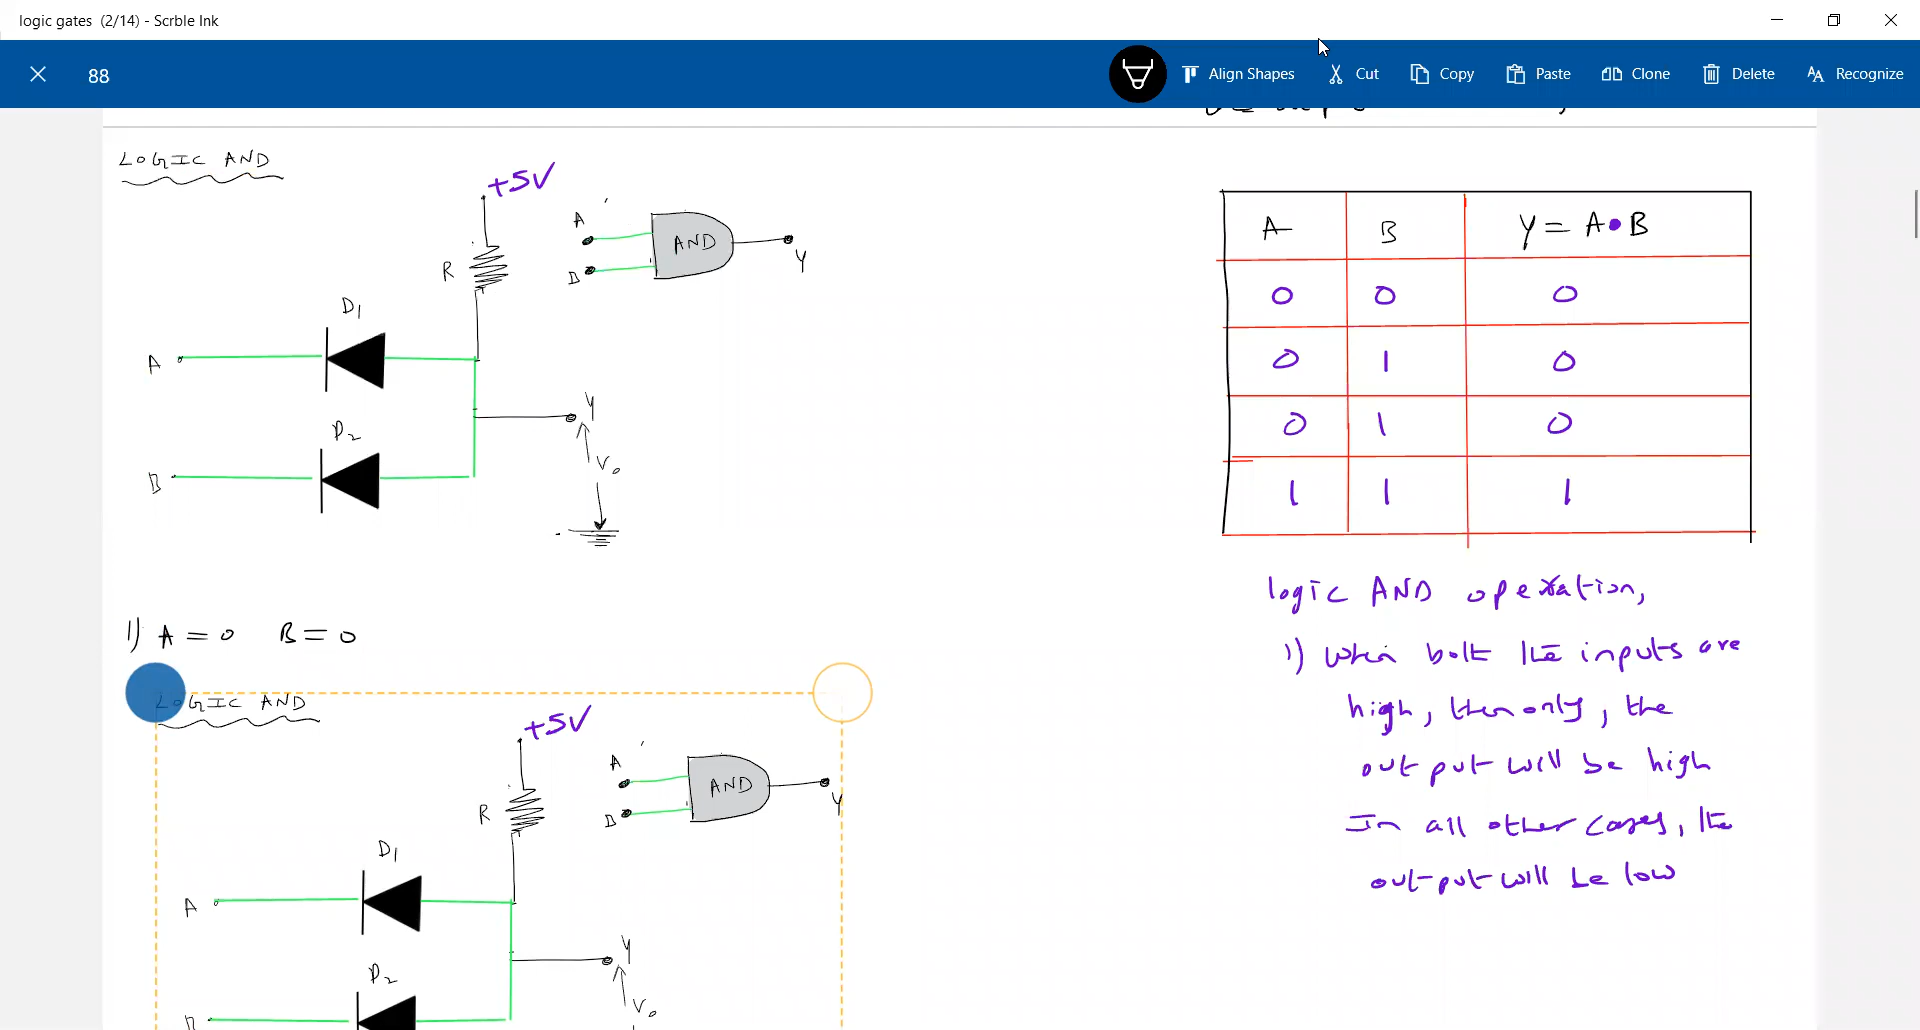 logic gates (2/14) - Scrble Ink
88
Align Shapes
Cut
Copy
Paste
Clone
Delete
Recognize
LOGIC AND
+5V
R
A
B
AND
Y
D1
A
Y
D2
B
Vo
A B Y = A•B
0 0 0
0 1 0
0 1 0
1 1 1
logic AND operation,
1) When both the inputs are
high, then only, the
output will be high
In all other cases, the
output will be low
1) A = 0 B = 0
LOGIC AND
+5V
R
A
B
AND
Y
D1
A
Y
D2
Vo
B